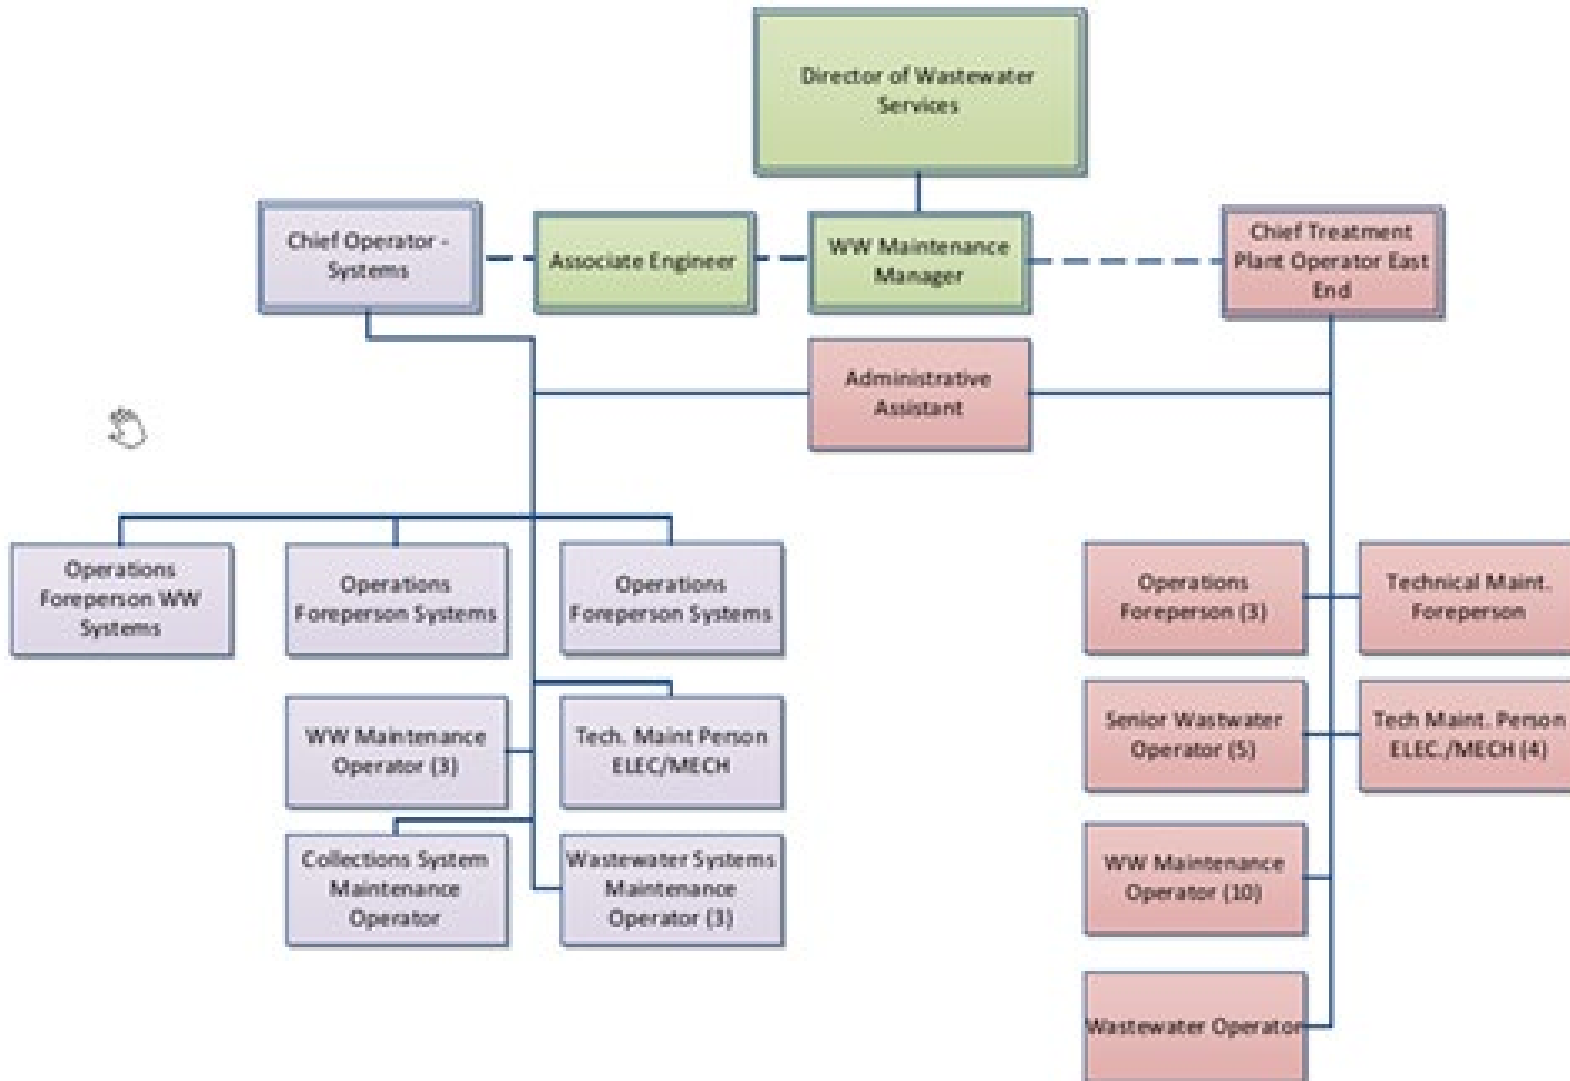 Director of Wastewater
Services
Chief Operator -
Systems
Associate Engineer
WW Maintenance
Manager
Chief Treatment
Plant Operator East
End
Administrative
Assistant
Operations
Foreperson WW
Systems
Operations
Foreperson Systems
Operations
Foreperson Systems
Operations
Foreperson (3)
Technical Maint.
Foreperson
WW Maintenance
Operator (3)
Tech. Maint Person
ELEC/MECH
Senior Wastwater
Operator (5)
Tech Maint. Person
ELEC./MECH (4)
Collections System
Maintenance
Operator
Wastewater Systems
Maintenance
Operator (3)
WW Maintenance
Operator (10)
Wastewater Operator